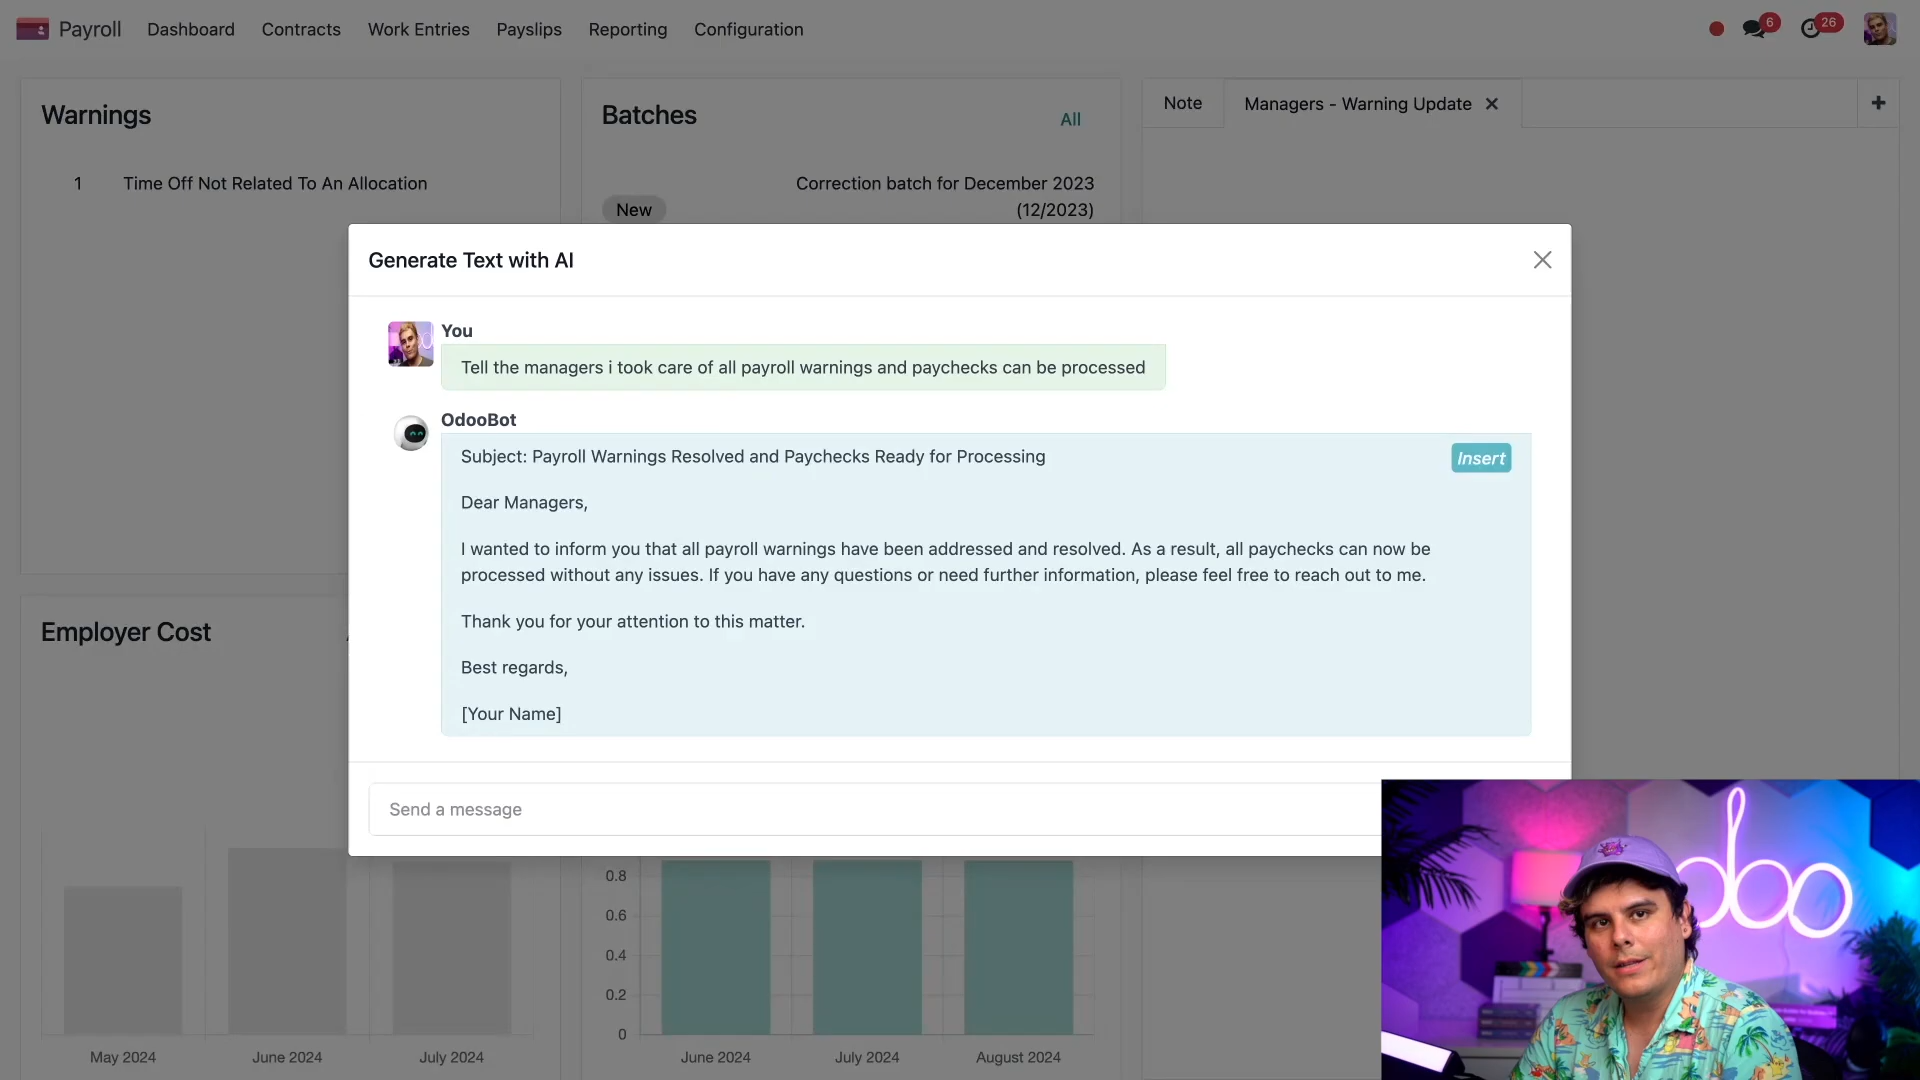 Payroll
Dashboard
Contracts
Work Entries
Payslips
Reporting
Configuration
6
26
Warnings
1 Time Off Not Related To An Allocation
Batches
All
Correction batch for December 2023
(12/2023)
New
Note
Managers - Warning Update
Generate Text with AI
You
Tell the managers i took care of all payroll warnings and paychecks can be processed
OdooBot
Subject: Payroll Warnings Resolved and Paychecks Ready for Processing
Insert
Dear Managers,
I wanted to inform you that all payroll warnings have been addressed and resolved. As a result, all paychecks can now be
processed without any issues. If you have any questions or need further information, please feel free to reach out to me.
Thank you for your attention to this matter.
Best regards,
[Your Name]
Send a message
Employer Cost
May 2024
June 2024
July 2024
0.8
0.6
0.4
0.2
0
June 2024
July 2024
August 2024